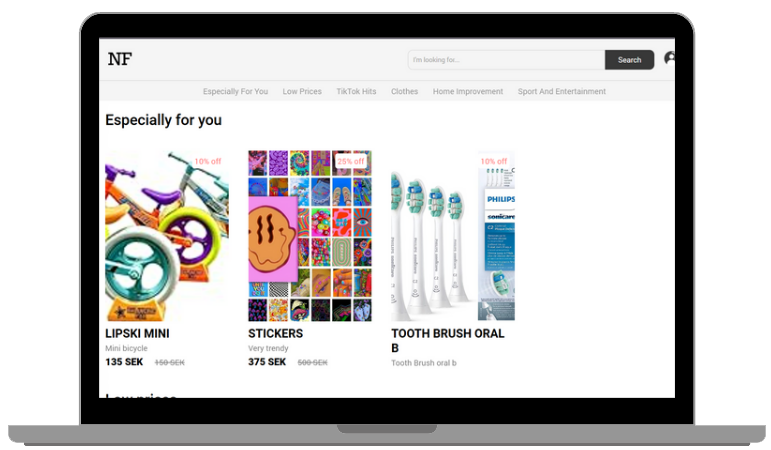 NF
I'm looking for...
Search
Especially For You
Low Prices
TikTok Hits
Clothes
Home Improvement
Sport And Entertainment
Especially for you
10% off
25% off
10% off
PHILIPS
sonicare
LIPSKI MINI
Mini bicycle
135 SEK
150 SEK
STICKERS
Very trendy
375 SEK
500 SEK
TOOTH BRUSH ORAL
B
Tooth Brush oral b
Low prices